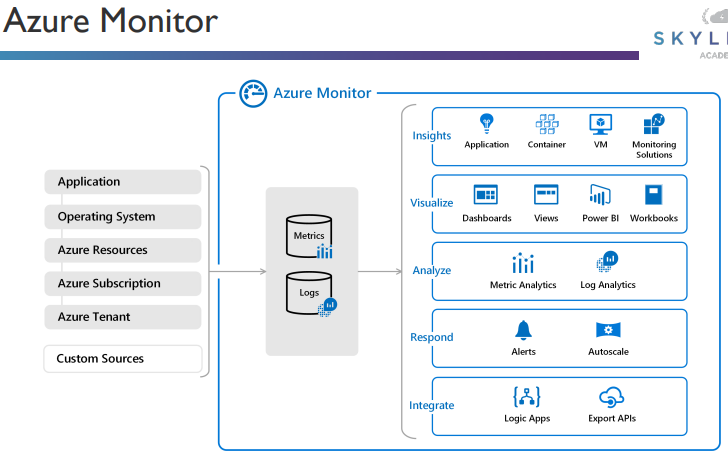 Azure Monitor
SKYL
ACADE
Azure Monitor
Application
Operating System
Azure Resources
Azure Subscription
Azure Tenant
Custom Sources
Metrics
Logs
Insights
Application
Container
VM
Monitoring
Solutions
Visualize
Dashboards
Views
Power BI
Workbooks
Analyze
Metric Analytics
Log Analytics
Respond
Alerts
Autoscale
Integrate
Logic Apps
Export APIs